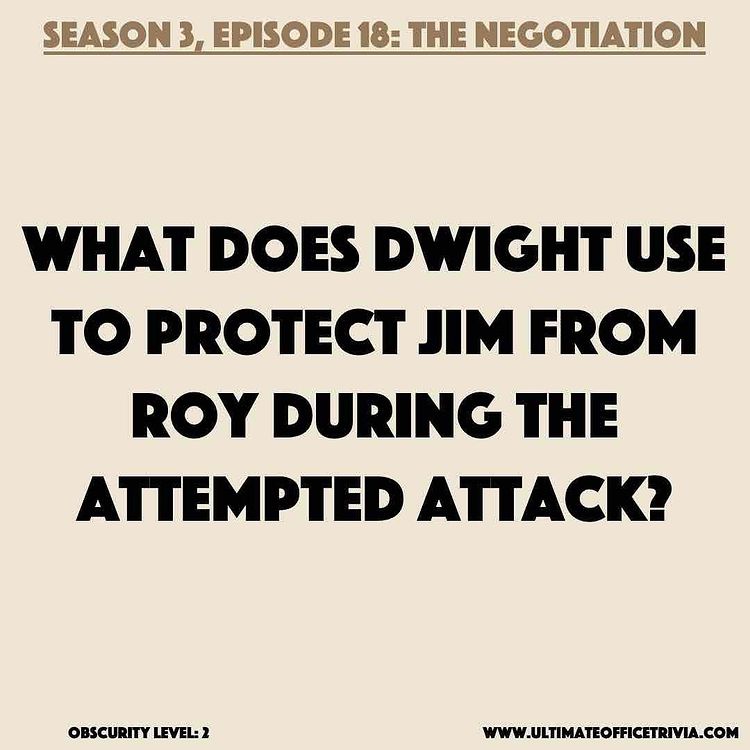 SEASON 3, EPISODE 18: THE NEGOTIATION
WHAT DOES DWIGHT USE
TO PROTECT JIM FROM
ROY DURING THE
ATTEMPTED ATTACK?
OBSCURITY LEVEL: 2
WWW.ULTIMATEOFFICETRIVIA.COM